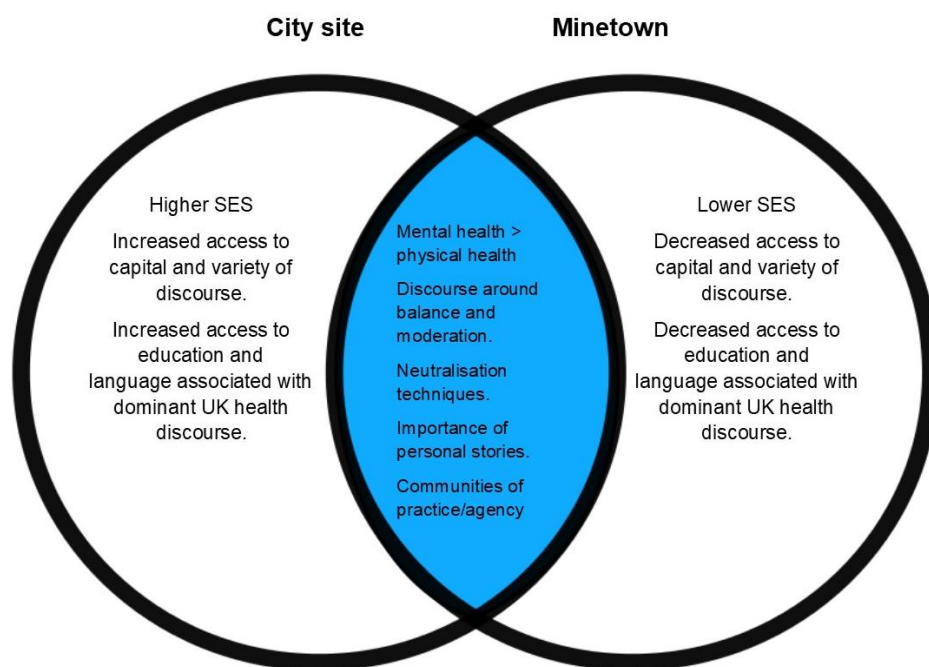 City site
Minetown
Higher SES
Increased access to
capital and variety of
discourse.
Increased access to
education and
language associated with
dominant UK health
discourse.
Mental health >
physical health
Discourse around
balance and
moderation.
Neutralisation
techniques.
Importance of
personal stories.
Communities of
practice/agency
Lower SES
Decreased access to
capital and variety of
discourse.
Decreased access to
education and
language associated with
dominant UK health
discourse.